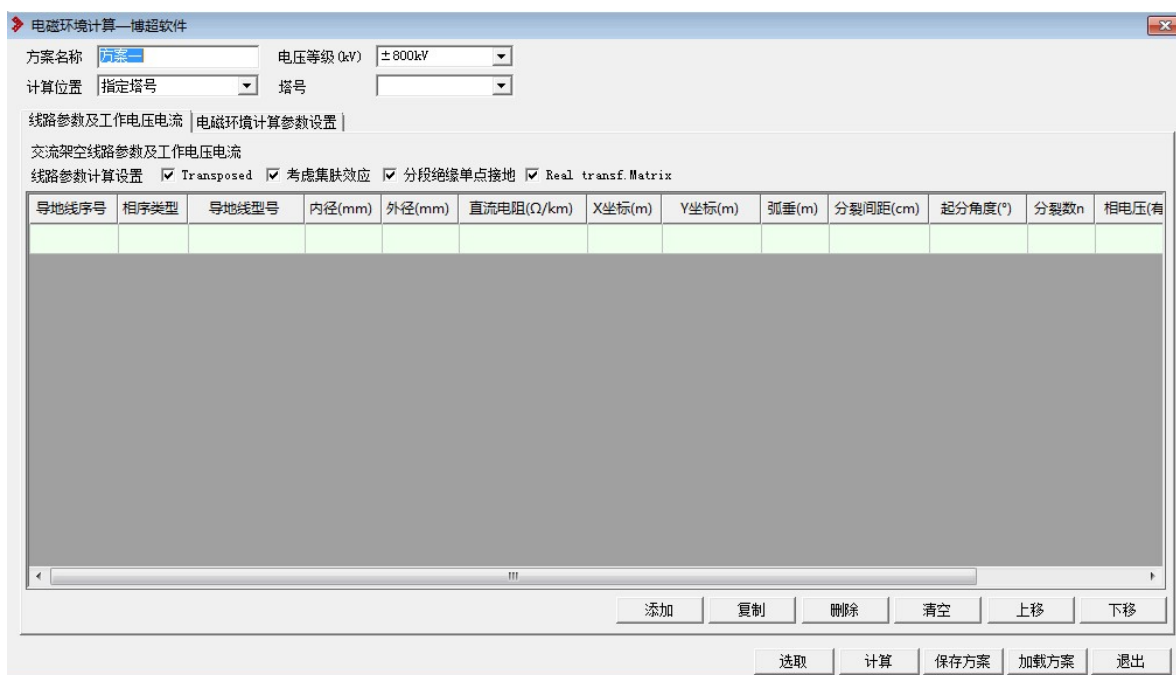 电磁环境计算—博超软件
方案名称 方案一 电压等级(kV) ±800kV
计算位置 指定塔号 塔号
线路参数及工作电压电流 电磁环境计算参数设置
交流架空线路参数及工作电压电流
线路参数计算设置 Transposed 考虑集肤效应 分段绝缘单点接地 Real transf.Matrix
导地线序号 相序类型 导地线型号 内径(mm) 外径(mm) 直流电阻(Ω/km) X坐标(m) Y坐标(m) 弧垂(m) 分裂间距(cm) 起分角度(°) 分裂数n 相电压(有
添加 复制 删除 清空 上移 下移
选取 计算 保存方案 加载方案 退出